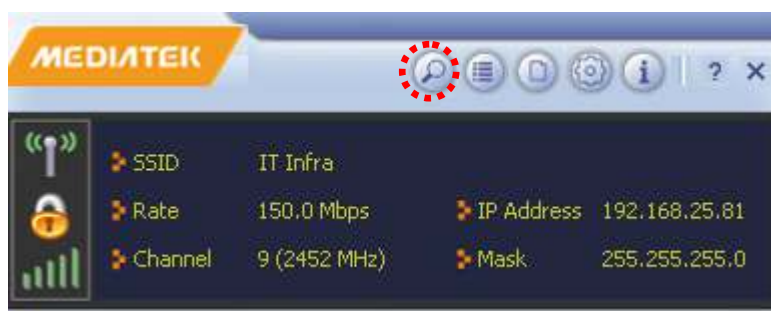 MEDIATEK
i ? ×
SSID IT Infra
Rate 150.0 Mbps IP Address 192.168.25.81
Channel 9 (2452 MHz) Mask 255.255.255.0